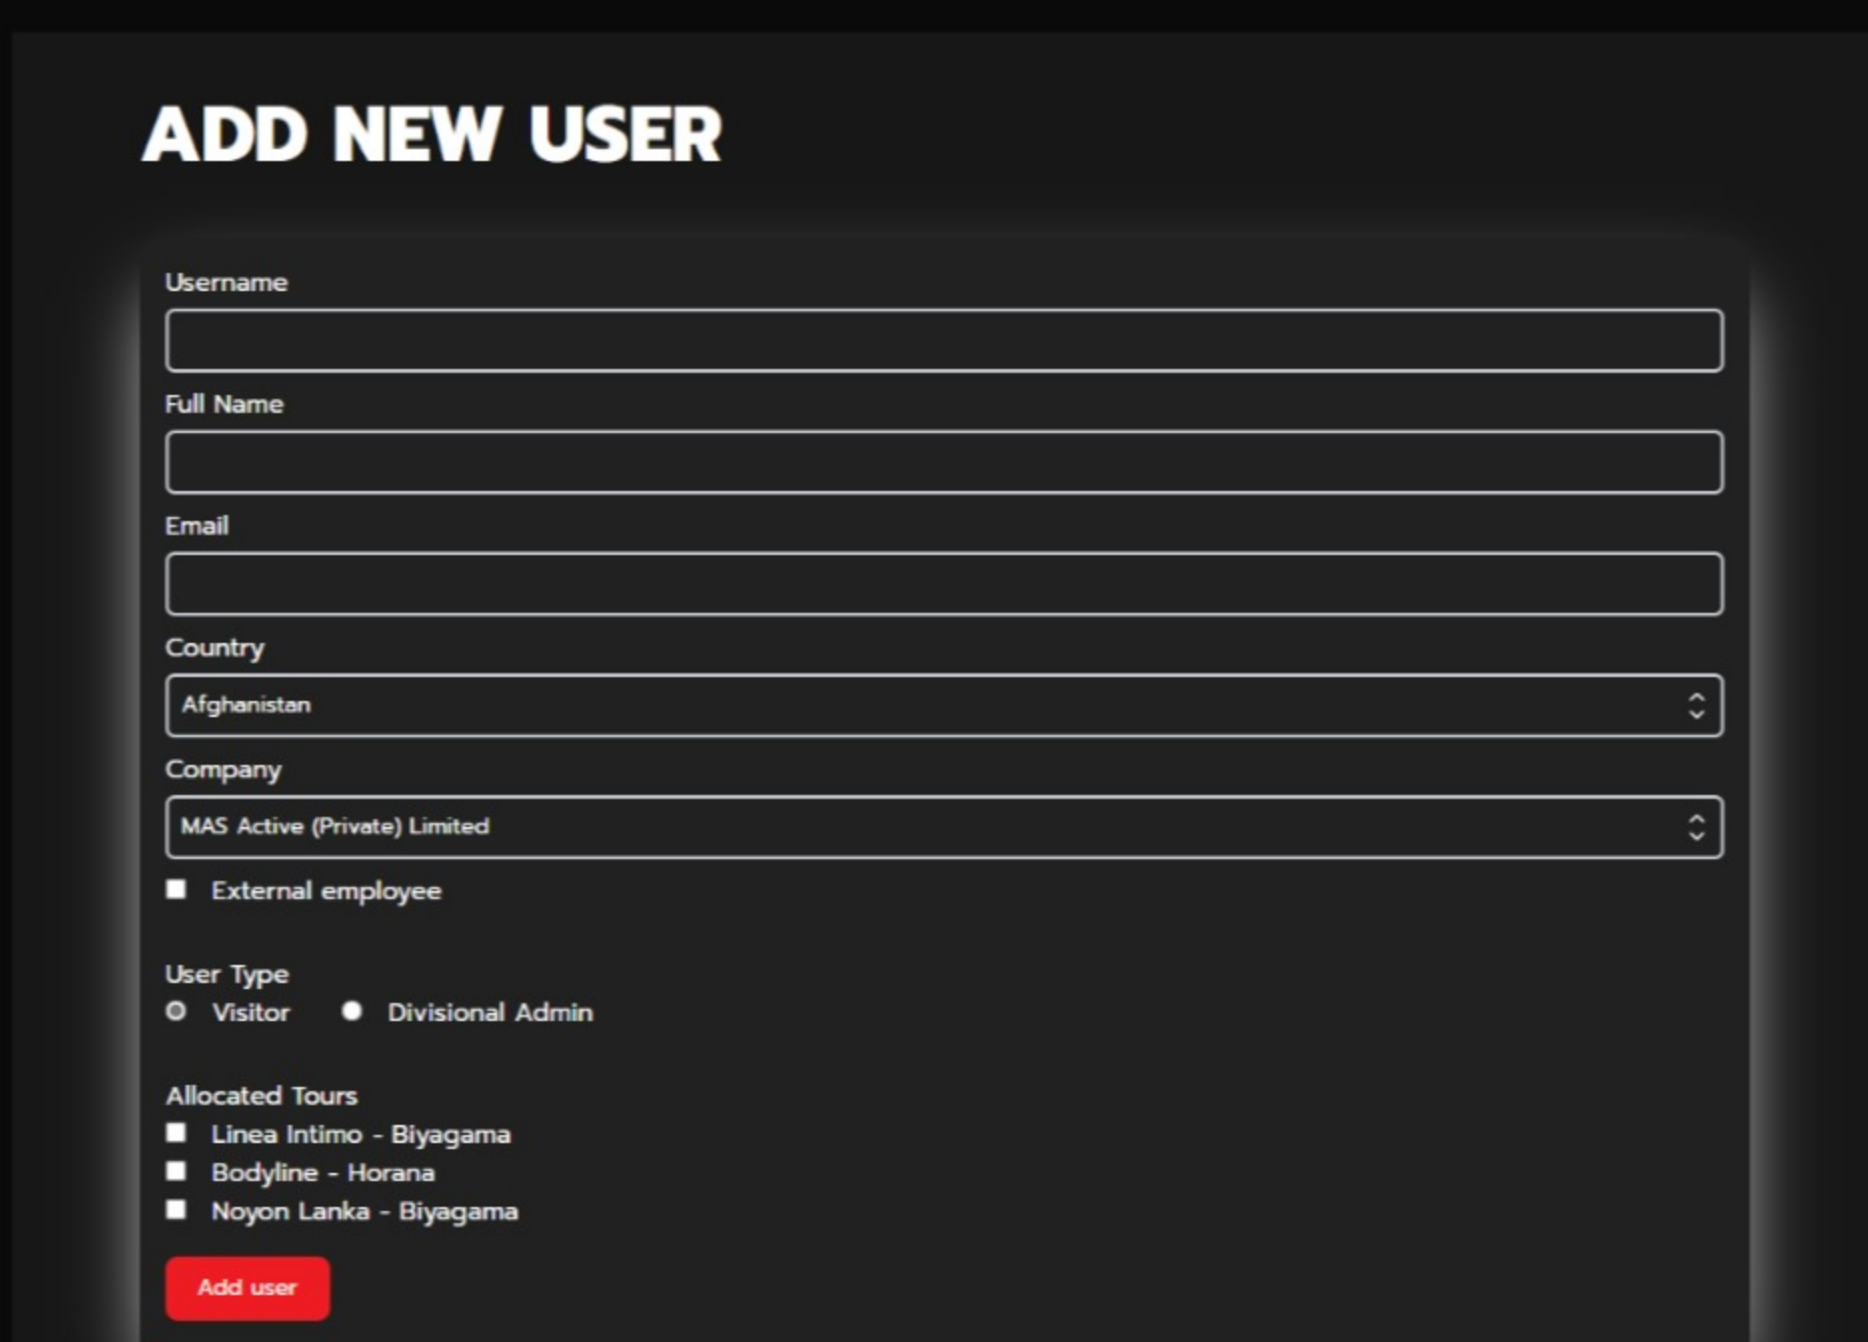 ADD NEW USER
Username
Full Name
Email
Country
Afghanistan
Company
MAS Active (Private) Limited
External employee
User Type
Visitor Divisional Admin
Allocated Tours
Linea Intimo - Biyagama
Bodyline - Horana
Noyon Lanka - Biyagama
Add user